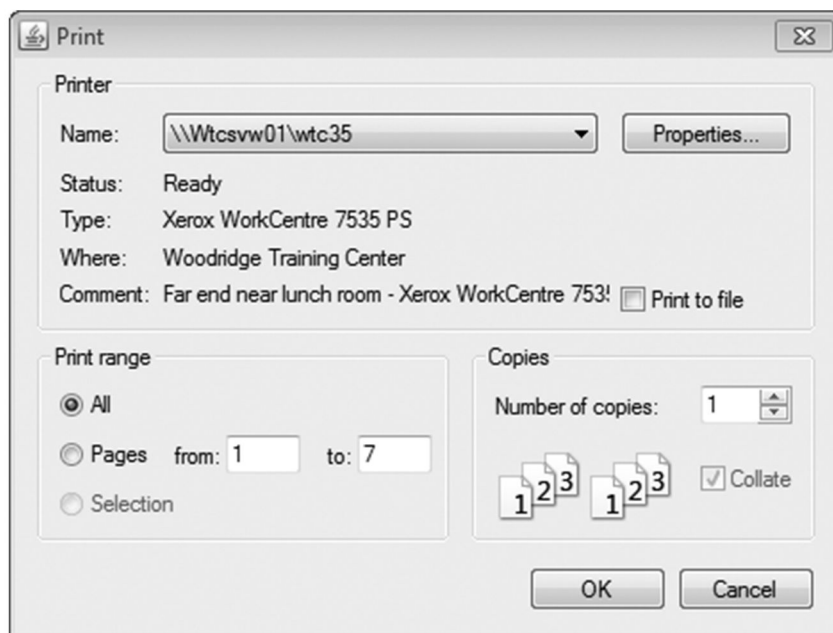 Print
Printer
Name: \\Wtcsvw01\wtc35 Properties...
Status: Ready
Type: Xerox WorkCentre 7535 PS
Where: Woodridge Training Center
Comment: Far end near lunch room - Xerox WorkCentre 753 Print to file
Print range
All
Pages from: 1 to: 7
Selection
Copies
Number of copies: 1
1 2 3 1 2 3 Collate
OK Cancel